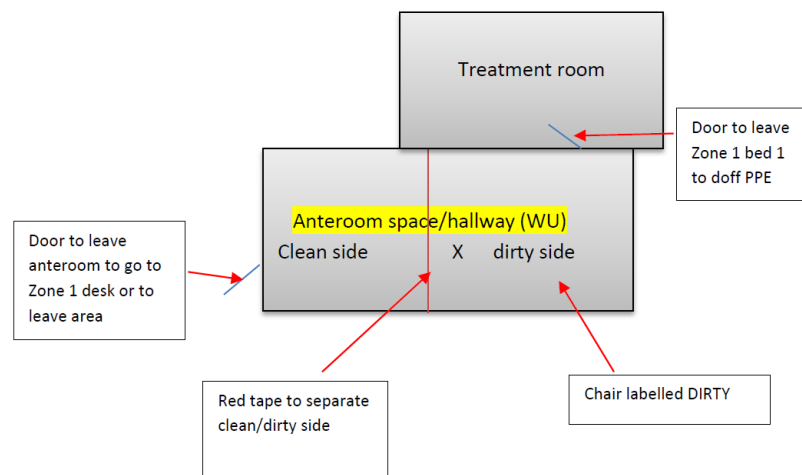 Treatment room
Door to leave
Zone 1 bed 1
to doff PPE
Anteroom space/hallway (WU)
Clean side X dirty side
Door to leave
anteroom to go to
Zone 1 desk or to
leave area
Red tape to separate
clean/dirty side
Chair labelled DIRTY